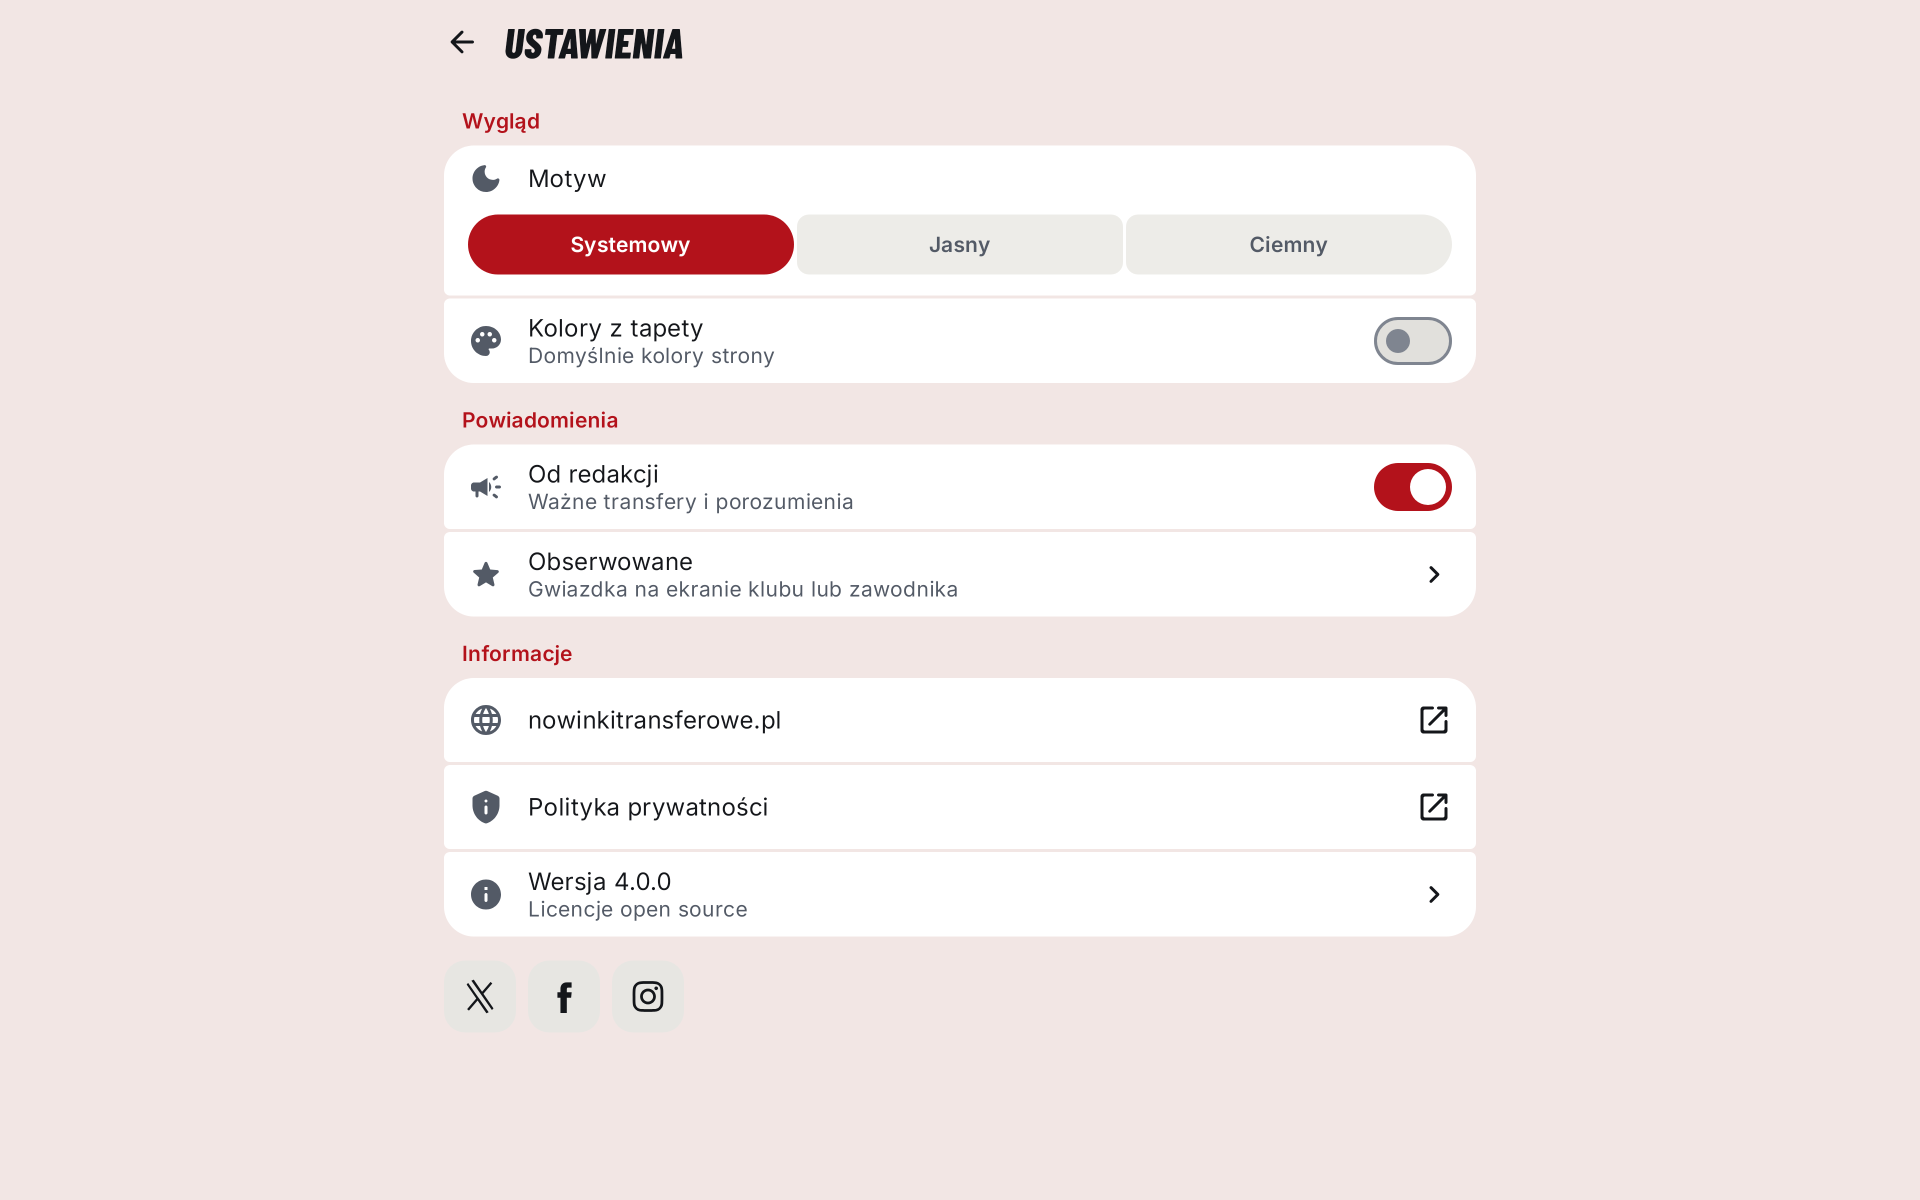 USTAWIENIA
Wygląd
Motyw
Systemowy
Jasny
Ciemny
Kolory z tapety
Domyślnie kolory strony
Powiadomienia
Od redakcji
Ważne transfery i porozumienia
Obserwowane
Gwiazdka na ekranie klubu lub zawodnika
Informacje
nowinkitransferowe.pl
Polityka prywatności
Wersja 4.0.0
Licencje open source